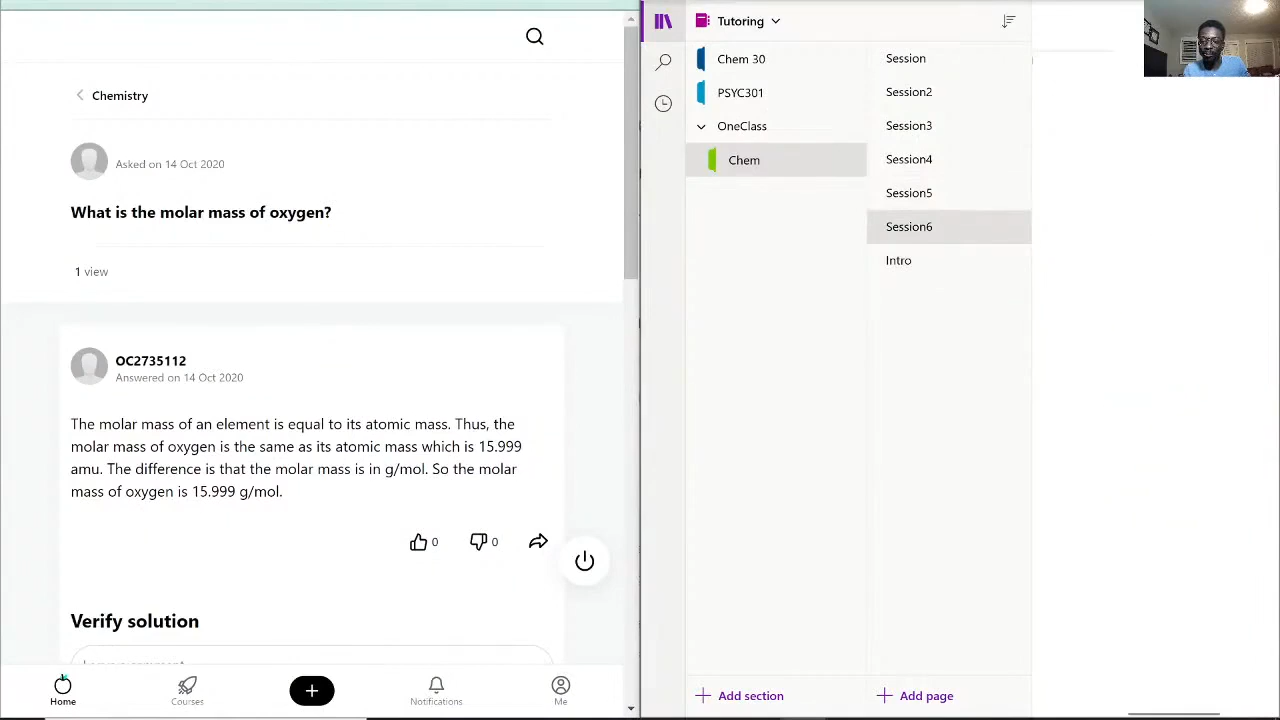 Chemistry
Asked on 14 Oct 2020
What is the molar mass of oxygen?
1 view
OC2735112
Answered on 14 Oct 2020
The molar mass of an element is equal to its atomic mass. Thus, the
molar mass of oxygen is the same as its atomic mass which is 15.999
amu. The difference is that the molar mass is in g/mol. So the molar
mass of oxygen is 15.999 g/mol.
0
0
Verify solution
Leave a comment
Home
Courses
Notifications
Me
Tutoring
Chem 30
PSYC301
OneClass
Chem
Add section
Session
Session2
Session3
Session4
Session5
Session6
Intro
Add page